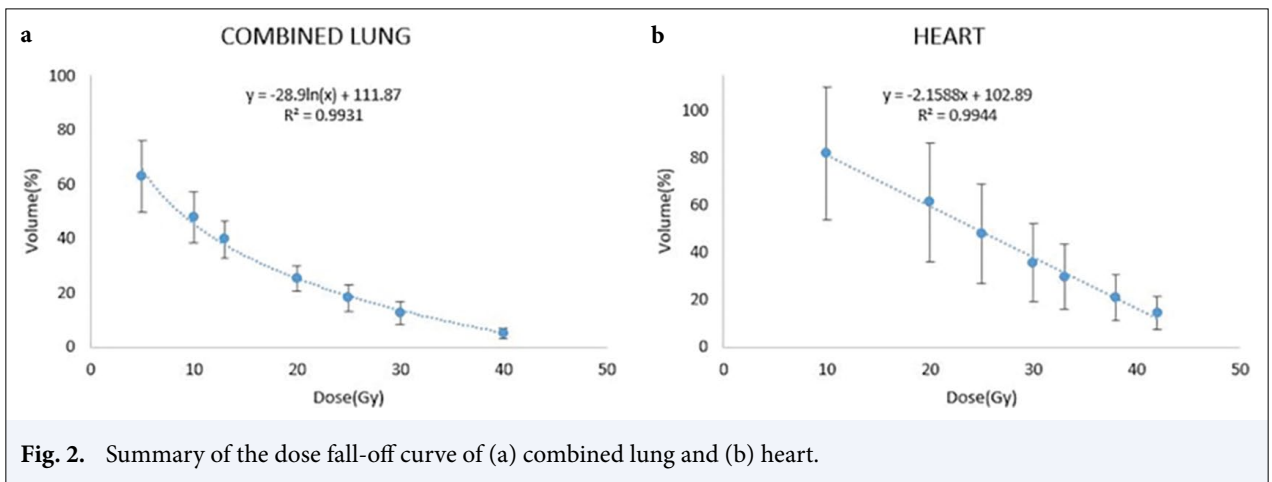 a
COMBINED LUNG
y = -28.9ln(x) + 111.87
R² = 0.9931
Volume(%)
100
80
60
40
20
0
0 10 20 30 40 50
Dose(Gy)
b
HEART
y = -2.1588x + 102.89
R² = 0.9944
Volume(%)
100
80
60
40
20
0
0 10 20 30 40 50
Dose(Gy)
Fig. 2. Summary of the dose fall-off curve of (a) combined lung and (b) heart.